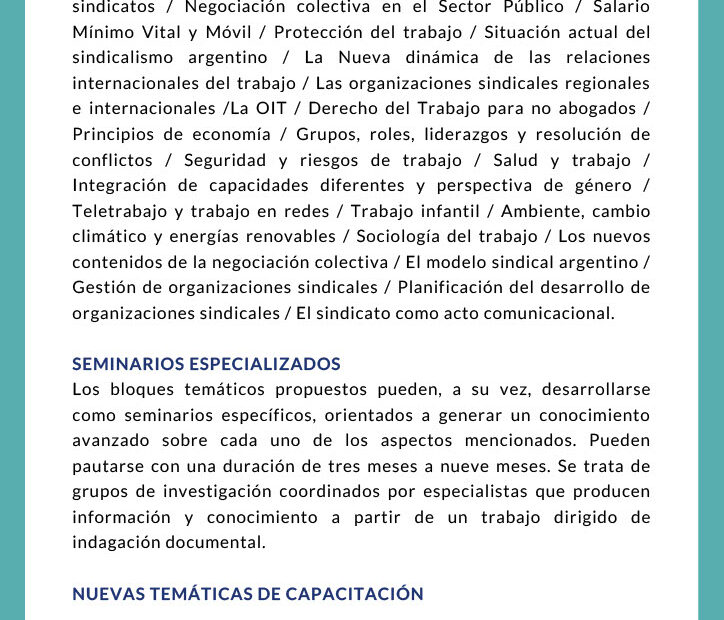 sindicatos / Negociación colectiva en el Sector Público / Salario
Mínimo Vital y Móvil / Protección del trabajo / Situación actual del
sindicalismo argentino / La Nueva dinámica de las relaciones
internacionales del trabajo / Las organizaciones sindicales regionales
e internacionales /La OIT / Derecho del Trabajo para no abogados /
Principios de economía / Grupos, roles, liderazgos y resolución de
conflictos / Seguridad y riesgos de trabajo / Salud y trabajo /
Integración de capacidades diferentes y perspectiva de género /
Teletrabajo y trabajo en redes / Trabajo infantil / Ambiente, cambio
climático y energías renovables / Sociología del trabajo / Los nuevos
contenidos de la negociación colectiva / El modelo sindical argentino /
Gestión de organizaciones sindicales / Planificación del desarrollo de
organizaciones sindicales / El sindicato como acto comunicacional.
SEMINARIOS ESPECIALIZADOS
Los bloques temáticos propuestos pueden, a su vez, desarrollarse
como seminarios específicos, orientados a generar un conocimiento
avanzado sobre cada uno de los aspectos mencionados. Pueden
pautarse con una duración de tres meses a nueve meses. Se trata de
grupos de investigación coordinados por especialistas que producen
información y conocimiento a partir de un trabajo dirigido de
indagación documental.
NUEVAS TEMÁTICAS DE CAPACITACIÓN